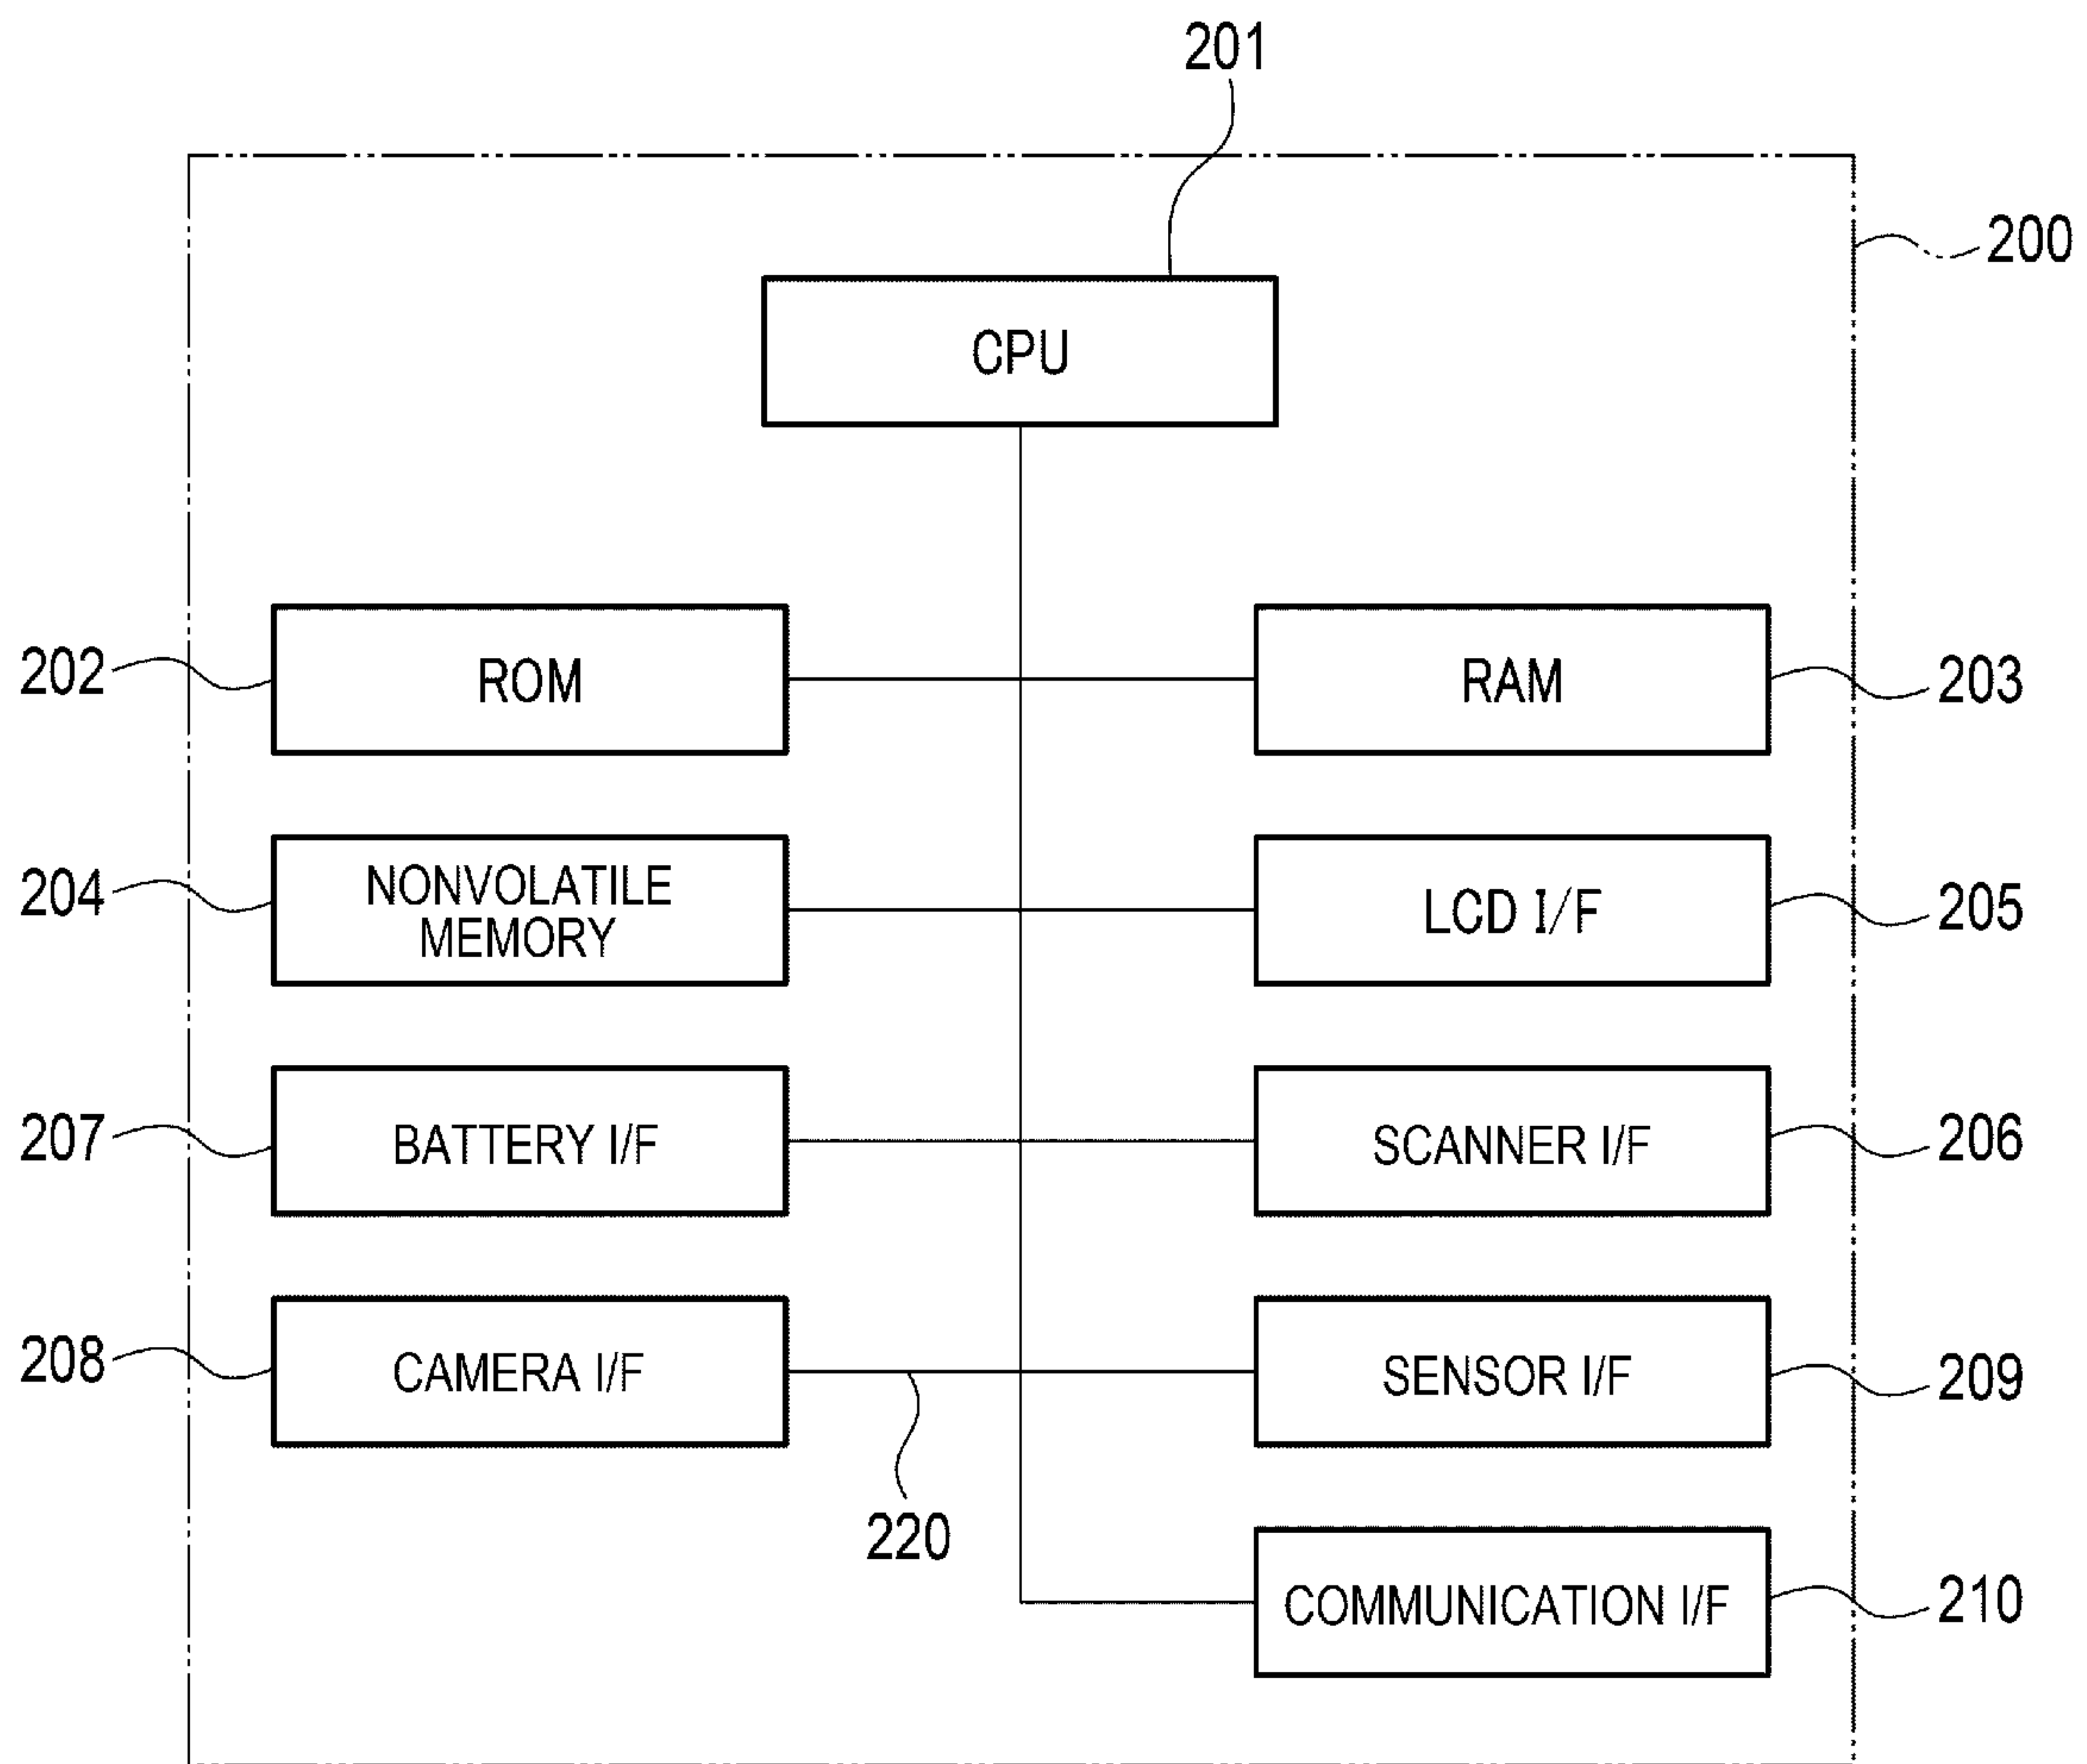 201
200
CPU
202
ROM
RAM
203
204
NONVOLATILE
MEMORY
LCD I/F
205
207
BATTERY I/F
SCANNER I/F
206
208
CAMERA I/F
SENSOR I/F
209
220
COMMUNICATION I/F
210